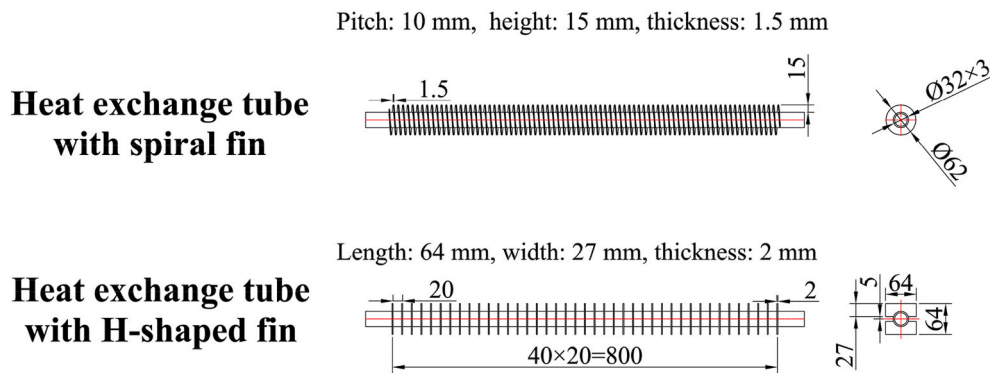 Pitch: 10 mm, height: 15 mm, thickness: 1.5 mm
Heat exchange tube
with spiral fin
1.5
15
Ø32×3
Ø62
Length: 64 mm, width: 27 mm, thickness: 2 mm
Heat exchange tube
with H-shaped fin
20
2
40×20=800
5
64
64
27